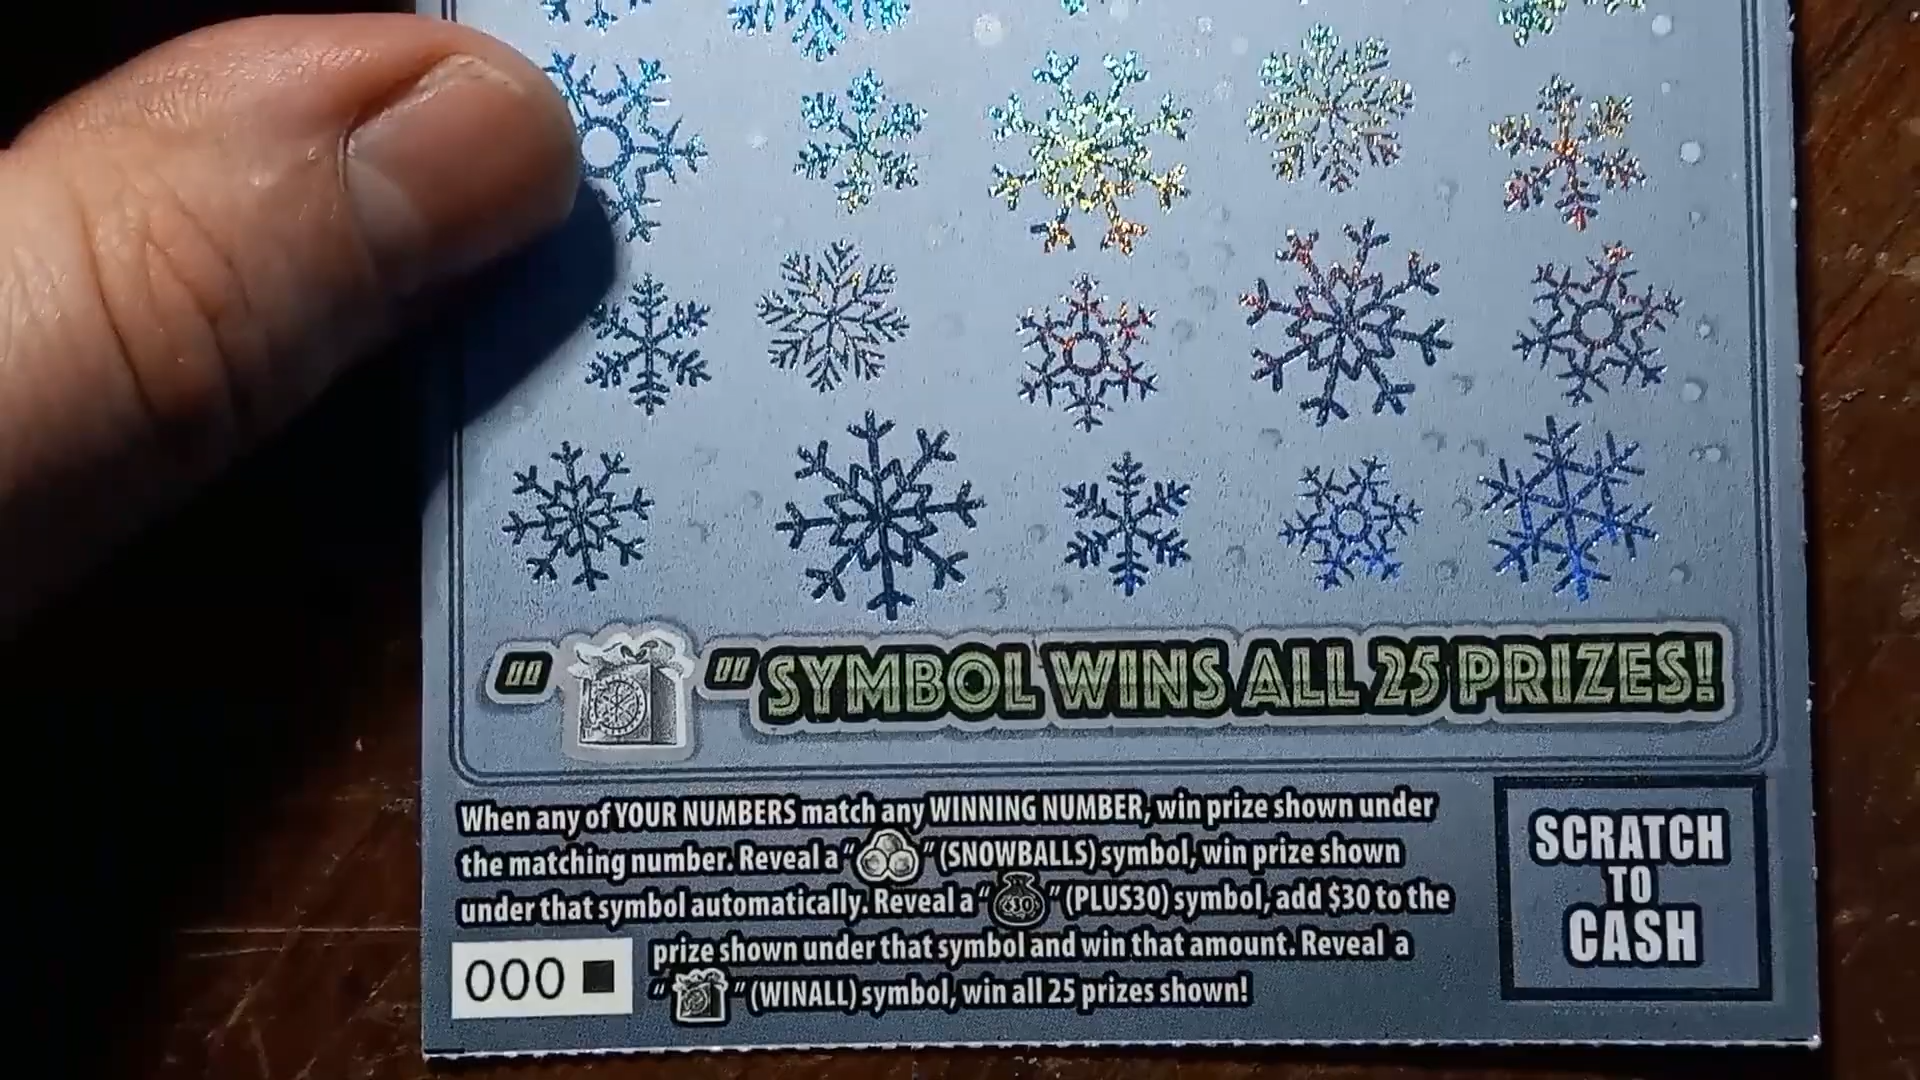 " " SYMBOL WINS ALL 25 PRIZES!
When any of YOUR NUMBERS match any WINNING NUMBER, win prize shown under
the matching number. Reveal a " " (SNOWBALLS) symbol, win prize shown
under that symbol automatically. Reveal a "$30" (PLUS30) symbol, add $30 to the
prize shown under that symbol and win that amount. Reveal a
" " (WINALL) symbol, win all 25 prizes shown!
000
SCRATCH
TO
CASH